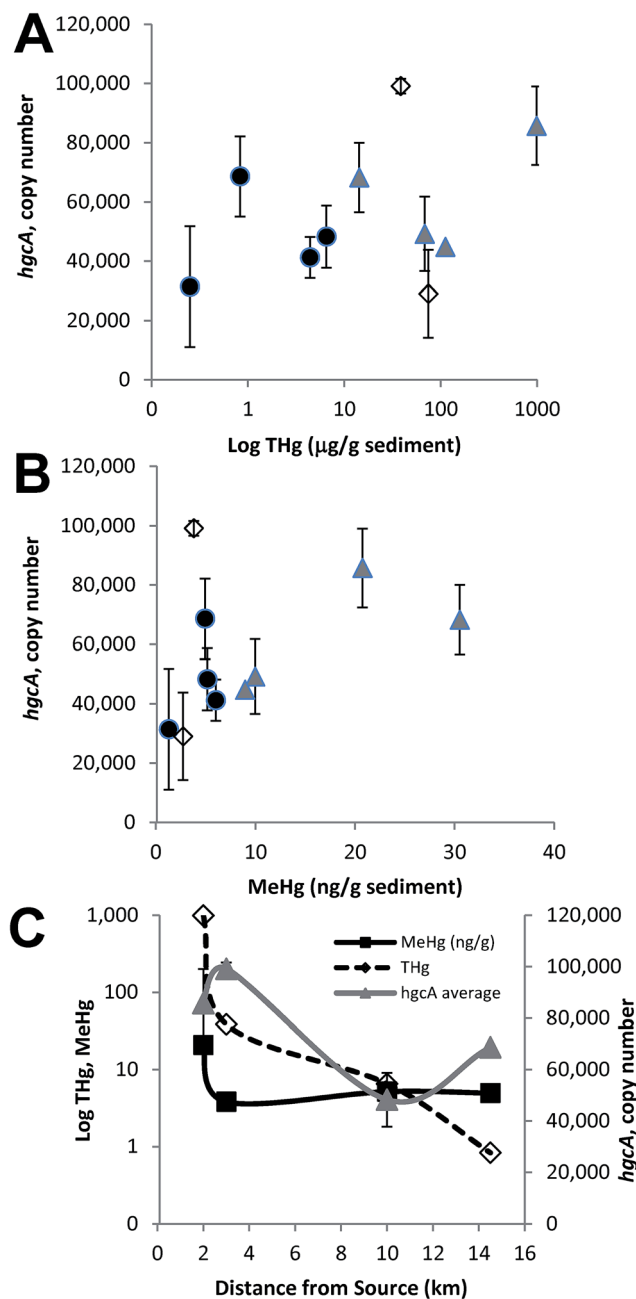 A
120,000
100,000
80,000
60,000
40,000
20,000
0
hgcA, copy number
0 1 10 100 1000
Log THg (µg/g sediment)
B
120,000
100,000
80,000
60,000
40,000
20,000
0
hgcA, copy number
0 10 20 30 40
MeHg (ng/g sediment)
C
1,000
100
10
1
0
Log THg, MeHg
MeHg (ng/g)
THg
hgcA average
120,000
100,000
80,000
60,000
40,000
20,000
0
hgcA, copy number
0 2 4 6 8 10 12 14 16
Distance from Source (km)